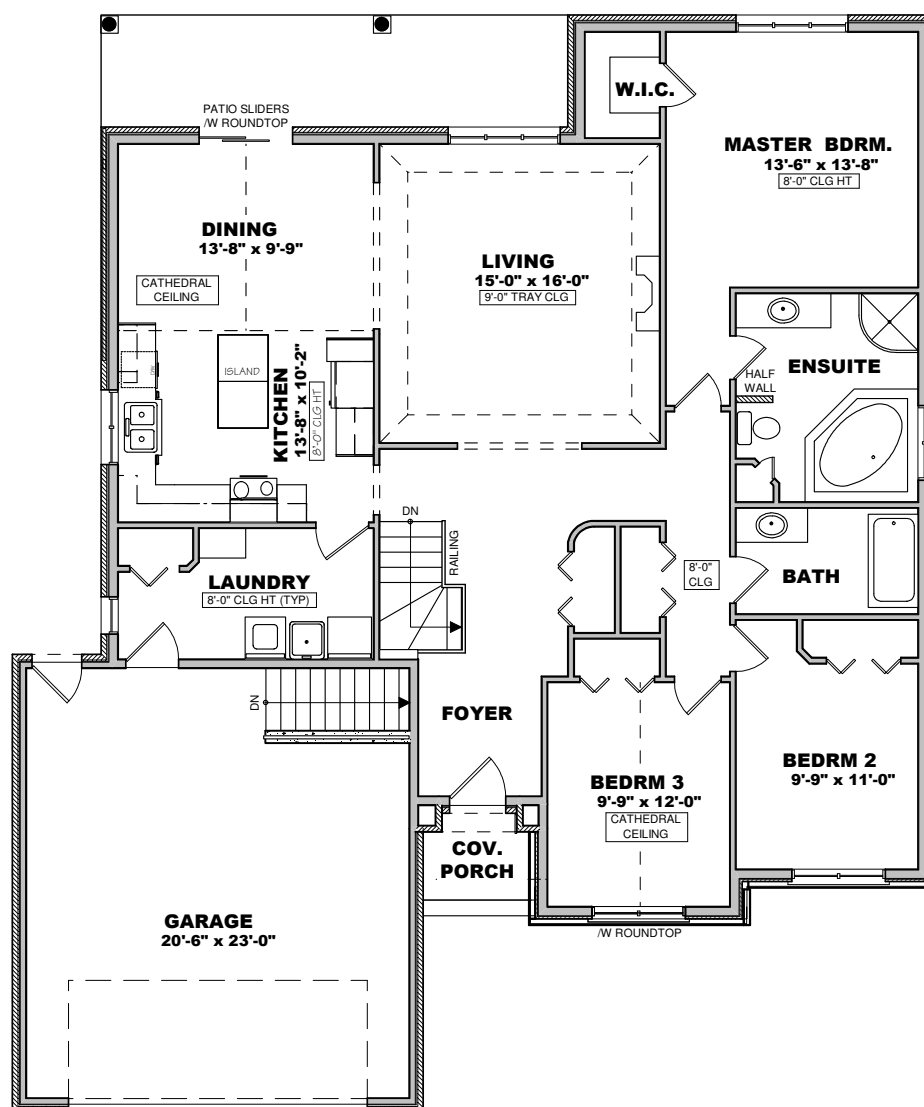 PATIO SLIDERS
/W ROUNDTOP
W.I.C.
MASTER BDRM.
13'-6" x 13'-8"
8'-0" CLG HT
DINING
13'-8" x 9'-9"
CATHEDRAL
CEILING
LIVING
15'-0" x 16'-0"
9'-0" TRAY CLG
ISLAND
KITCHEN
13'-8" x 10'-2"
8'-0" CLG HT
HALF
WALL
ENSUITE
DN
RAILING
8'-0"
CLG
BATH
LAUNDRY
8'-0" CLG HT (TYP)
DN
FOYER
BEDRM 3
9'-9" x 12'-0"
CATHEDRAL
CEILING
BEDRM 2
9'-9" x 11'-0"
COV.
PORCH
GARAGE
20'-6" x 23'-0"
/W ROUNDTOP